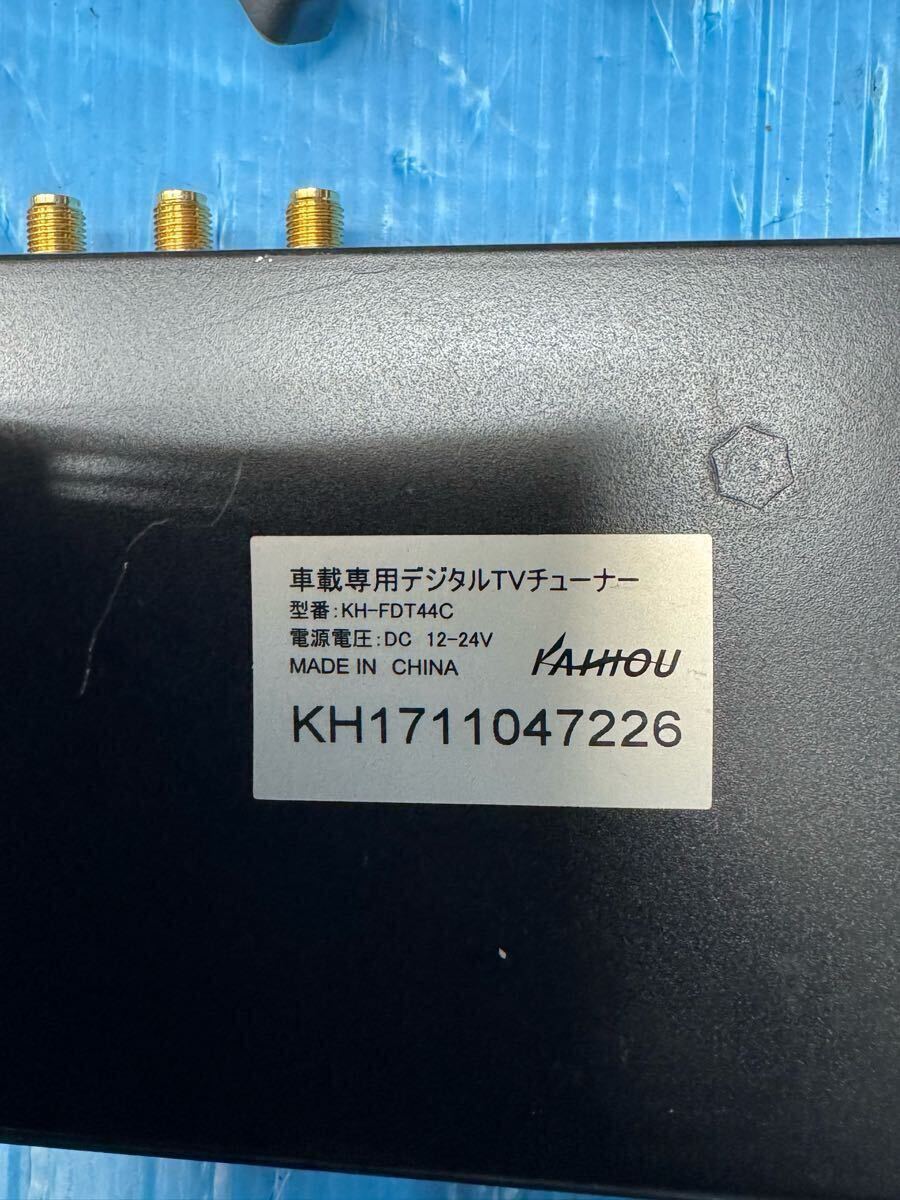 車載専用デジタルTVチューナー
型番:KH-FDT44C
電源電圧:DC 12-24V
MADE IN CHINA
KAIHOU
KH1711047226